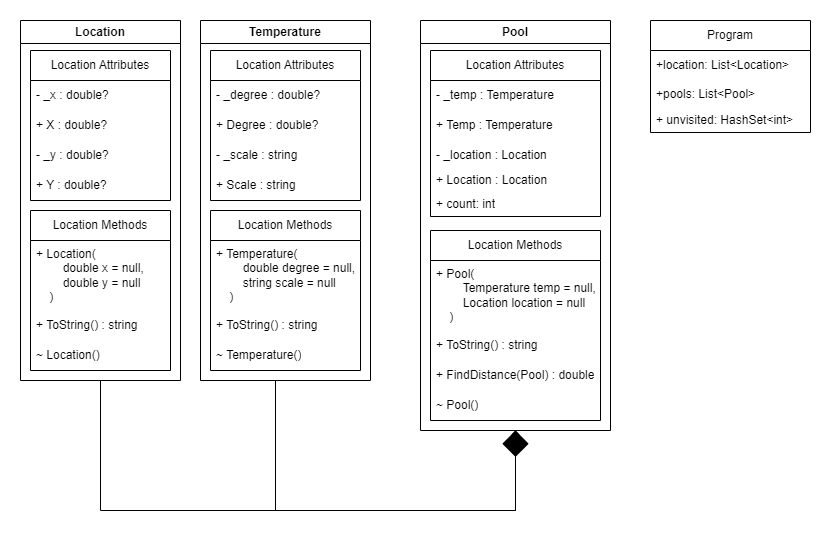 Location
Location Attributes
- _x : double?
+ X : double?
- _y : double?
+ Y : double?
Location Methods
+ Location(
double x = null,
double y = null
)
+ ToString() : string
~ Location()
Temperature
Location Attributes
- _degree : double?
+ Degree : double?
- _scale : string
+ Scale : string
Location Methods
+ Temperature(
double degree = null,
string scale = null
)
+ ToString() : string
~ Temperature()
Pool
Location Attributes
- _temp : Temperature
+ Temp : Temperature
- _location : Location
+ Location : Location
+ count: int
Location Methods
+ Pool(
Temperature temp = null,
Location location = null
)
+ ToString() : string
+ FindDistance(Pool) : double
~ Pool()
Program
+location: List<Location>
+pools: List<Pool>
+ unvisited: HashSet<int>